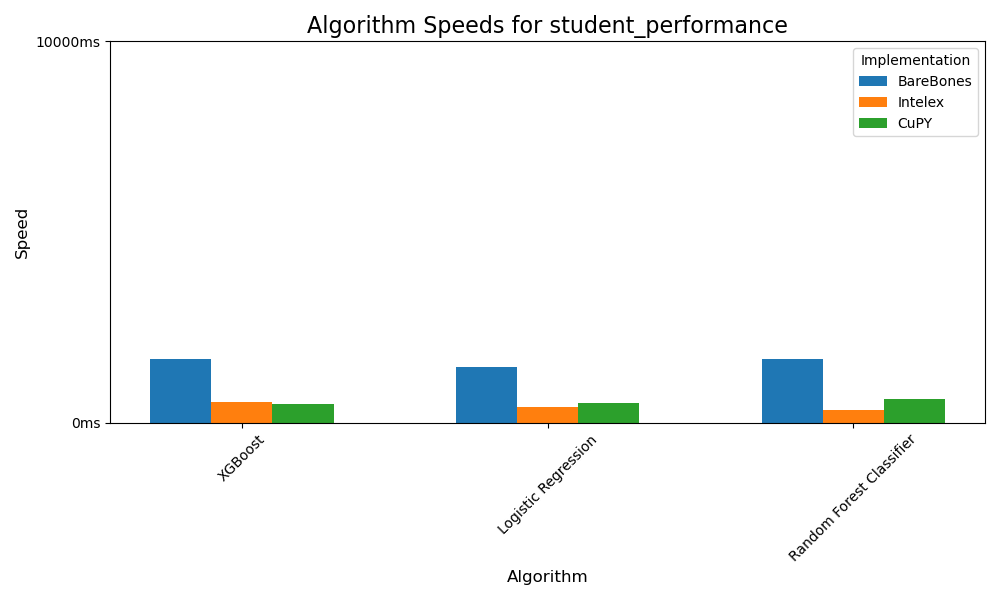 Algorithm Speeds for student_performance
10000ms
Implementation
BareBones
Intelex
CuPY
Speed
0ms
XGBoost
Logistic Regression
Random Forest Classifier
Algorithm